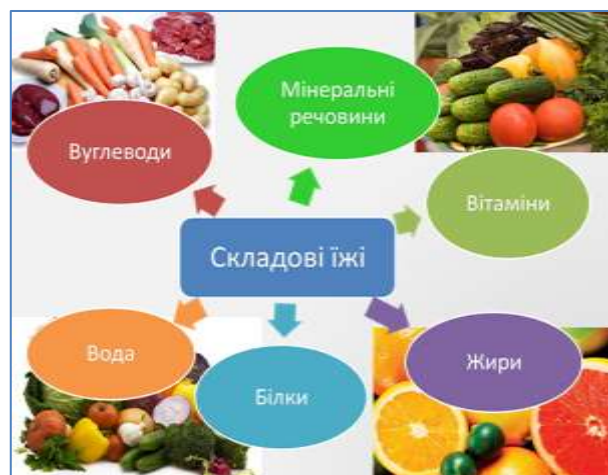 Мінеральні
речовини
Вуглеводи
Вітаміни
Складові їжі
Вода
Жири
Білки